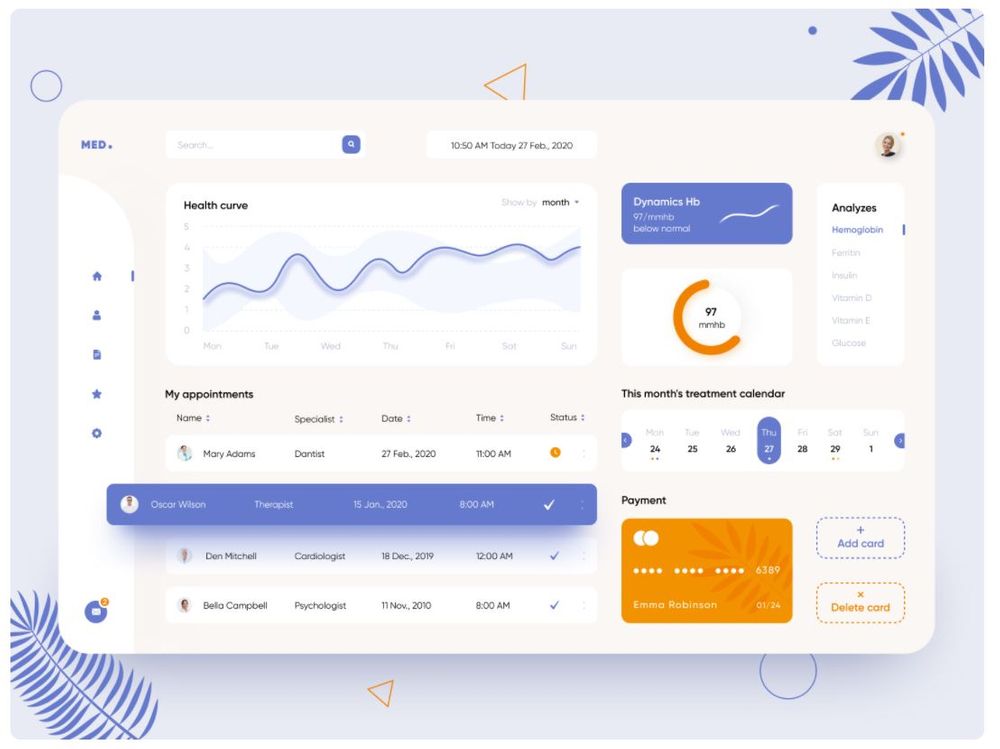 MED.
Search...
10:50 AM Today 27 Feb., 2020
Health curve
Show by month
5
4
3
2
1
0
Mon Tue Wed Thu Fri Sat Sun
Dynamics Hb
97/mmhb
below normal
97
mmhb
Analyzes
Hemoglobin
Ferritin
Insulin
Vitamin D
Vitamin E
Glucose
My appointments
Name Specialist Date Time Status
Mary Adams Dantist 27 Feb., 2020 11:00 AM
Oscar Wilson Therapist 15 Jan., 2020 8:00 AM
Den Mitchell Cardiologist 18 Dec., 2019 12:00 AM
Bella Campbell Psychologist 11 Nov., 2010 8:00 AM
2
This month's treatment calendar
Mon Tue Wed Thu Fri Sat Sun
24 25 26 27 28 29 1
Payment
6389
Emma Robinson 01/24
+
Add card
×
Delete card